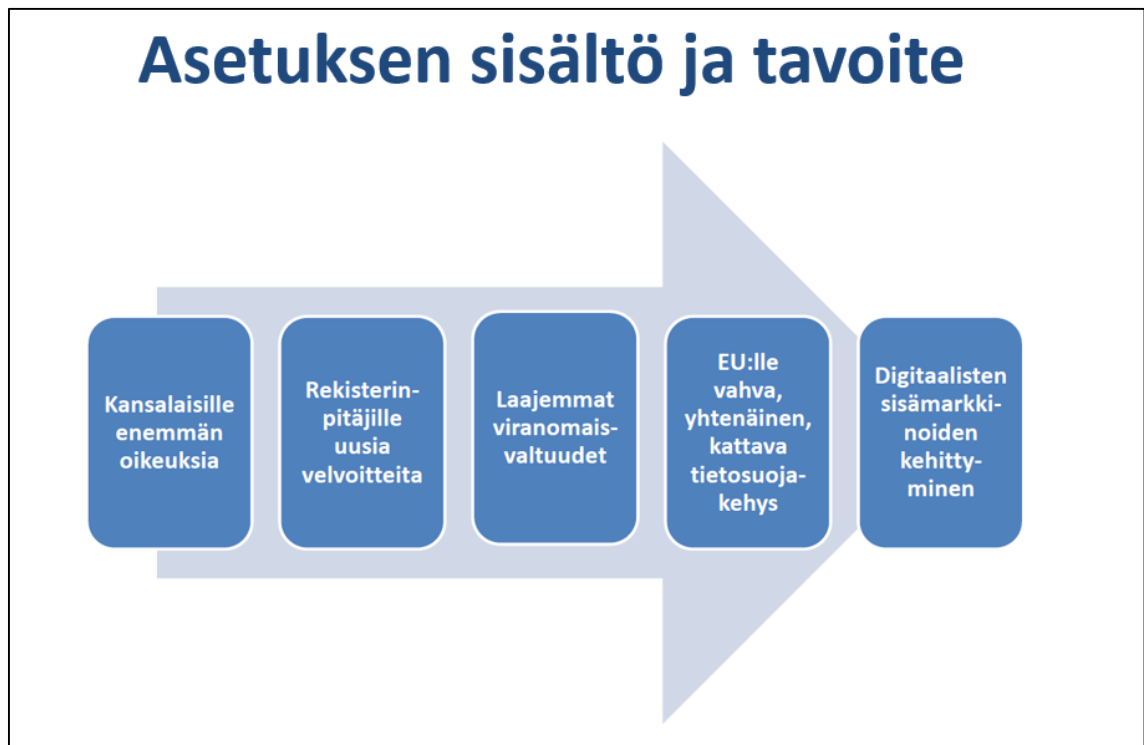 Asetuksen sisältö ja tavoite
Kansalaisille
enemmän
oikeuksia
Rekisterin-
pitäjille
uusia
velvoitteita
Laajemmat
viranomais-
valtuudet
EU:lle
vahva,
yhtenäinen,
kattava
tietosuoja-
kehys
Digitaalisten
sisämarkki-
noiden
kehitty-
minen